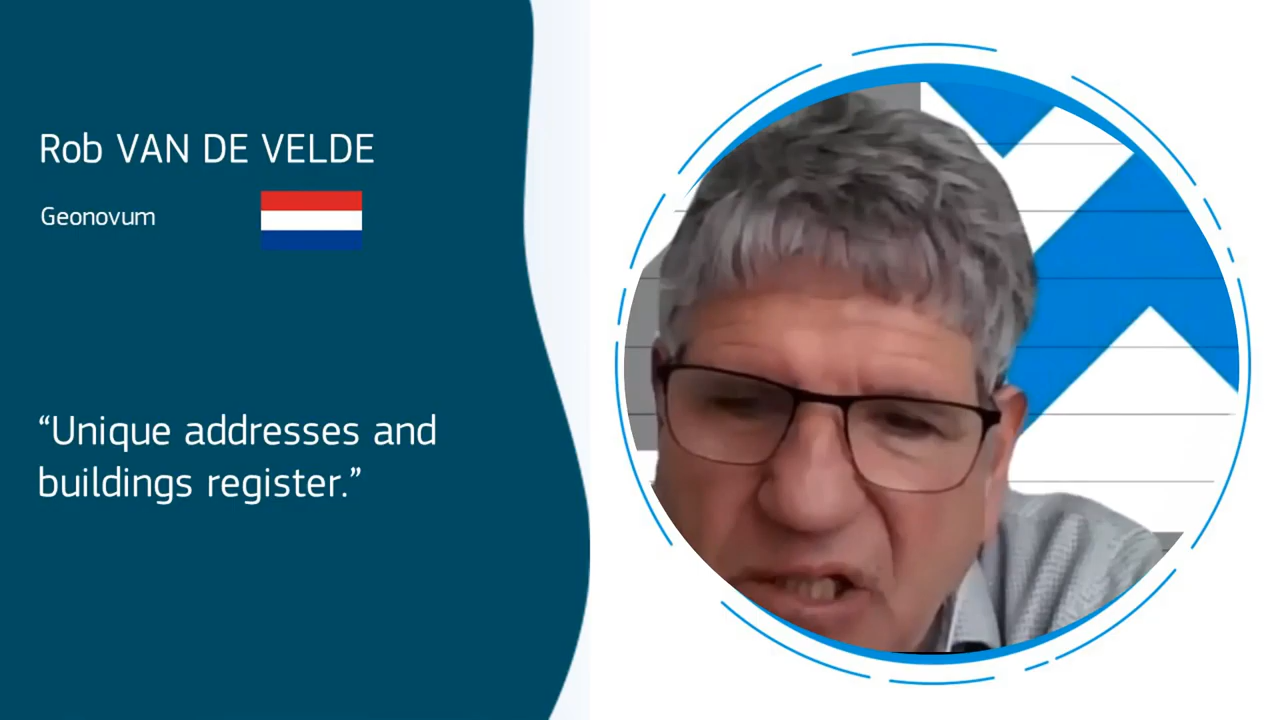 Rob VAN DE VELDE
Geonovum
“Unique addresses and
buildings register.”